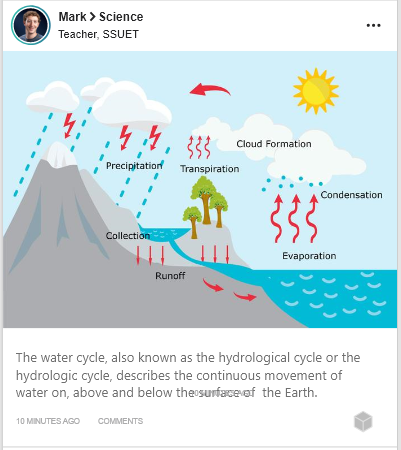 Mark > Science
Teacher, SSUET
Cloud Formation
Precipitation
Transpiration
Condensation
Collection
Evaporation
Runoff
The water cycle, also known as the hydrological cycle or the
hydrologic cycle, describes the continuous movement of
water on, above and below the surface of the Earth.
10 MINUTES AGO COMMENTS